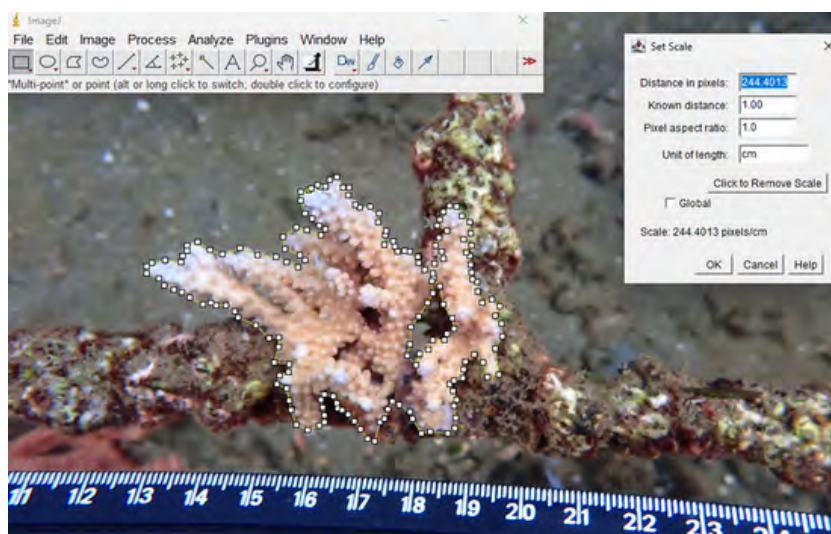 ImageJ
File Edit Image Process Analyze Plugins Window Help
A Dev >>
"Multi-point" or point (alt or long click to switch; double click to configure)
Set Scale
Distance in pixels: 244.4013
Known distance: 1.00
Pixel aspect ratio: 1.0
Unit of length: cm
Click to Remove Scale
Global
Scale: 244.4013 pixels/cm
OK Cancel Help
11 12 13 14 15 16 17 18 19 20 21 22 23 24